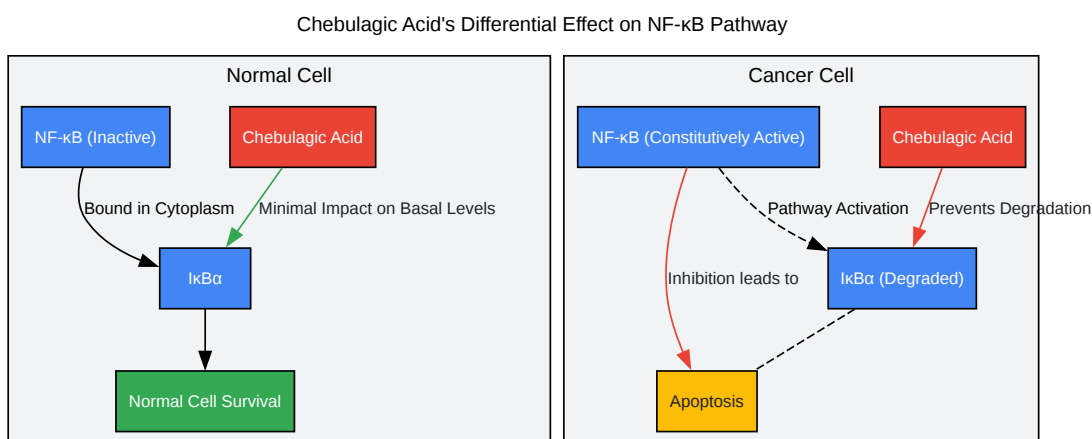 Chebulagic Acid's Differential Effect on NF-κB Pathway
Normal Cell
NF-κB (Inactive)
Chebulagic Acid
Bound in Cytoplasm
Minimal Impact on Basal Levels
IκBα
Normal Cell Survival
Cancer Cell
NF-κB (Constitutively Active)
Chebulagic Acid
Pathway Activation
Prevents Degradation
Inhibition leads to
IκBα (Degraded)
Apoptosis